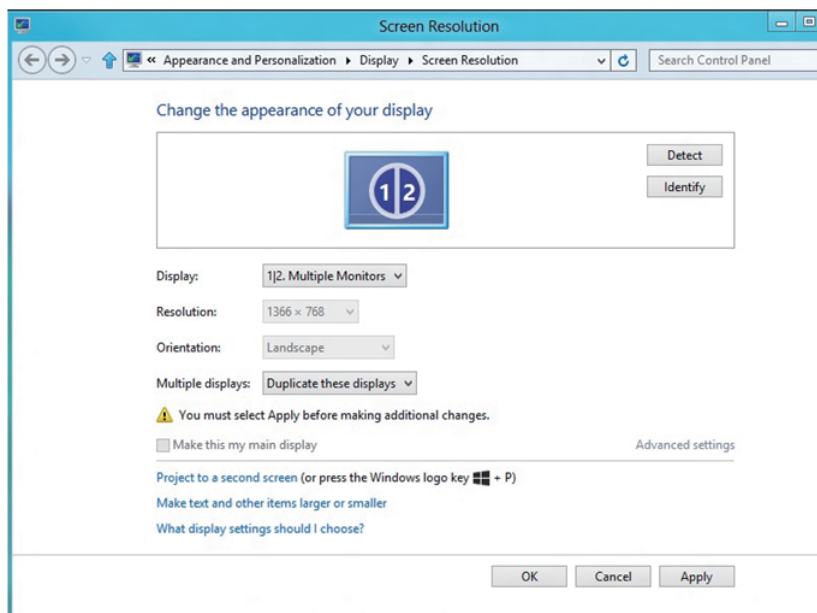 Screen Resolution
« Appearance and Personalization ▸ Display ▸ Screen Resolution
Search Control Panel
Change the appearance of your display
1 2
Detect
Identify
Display: 1|2. Multiple Monitors
Resolution: 1366 × 768
Orientation: Landscape
Multiple displays: Duplicate these displays
You must select Apply before making additional changes.
Make this my main display
Advanced settings
Project to a second screen (or press the Windows logo key + P)
Make text and other items larger or smaller
What display settings should I choose?
OK Cancel Apply